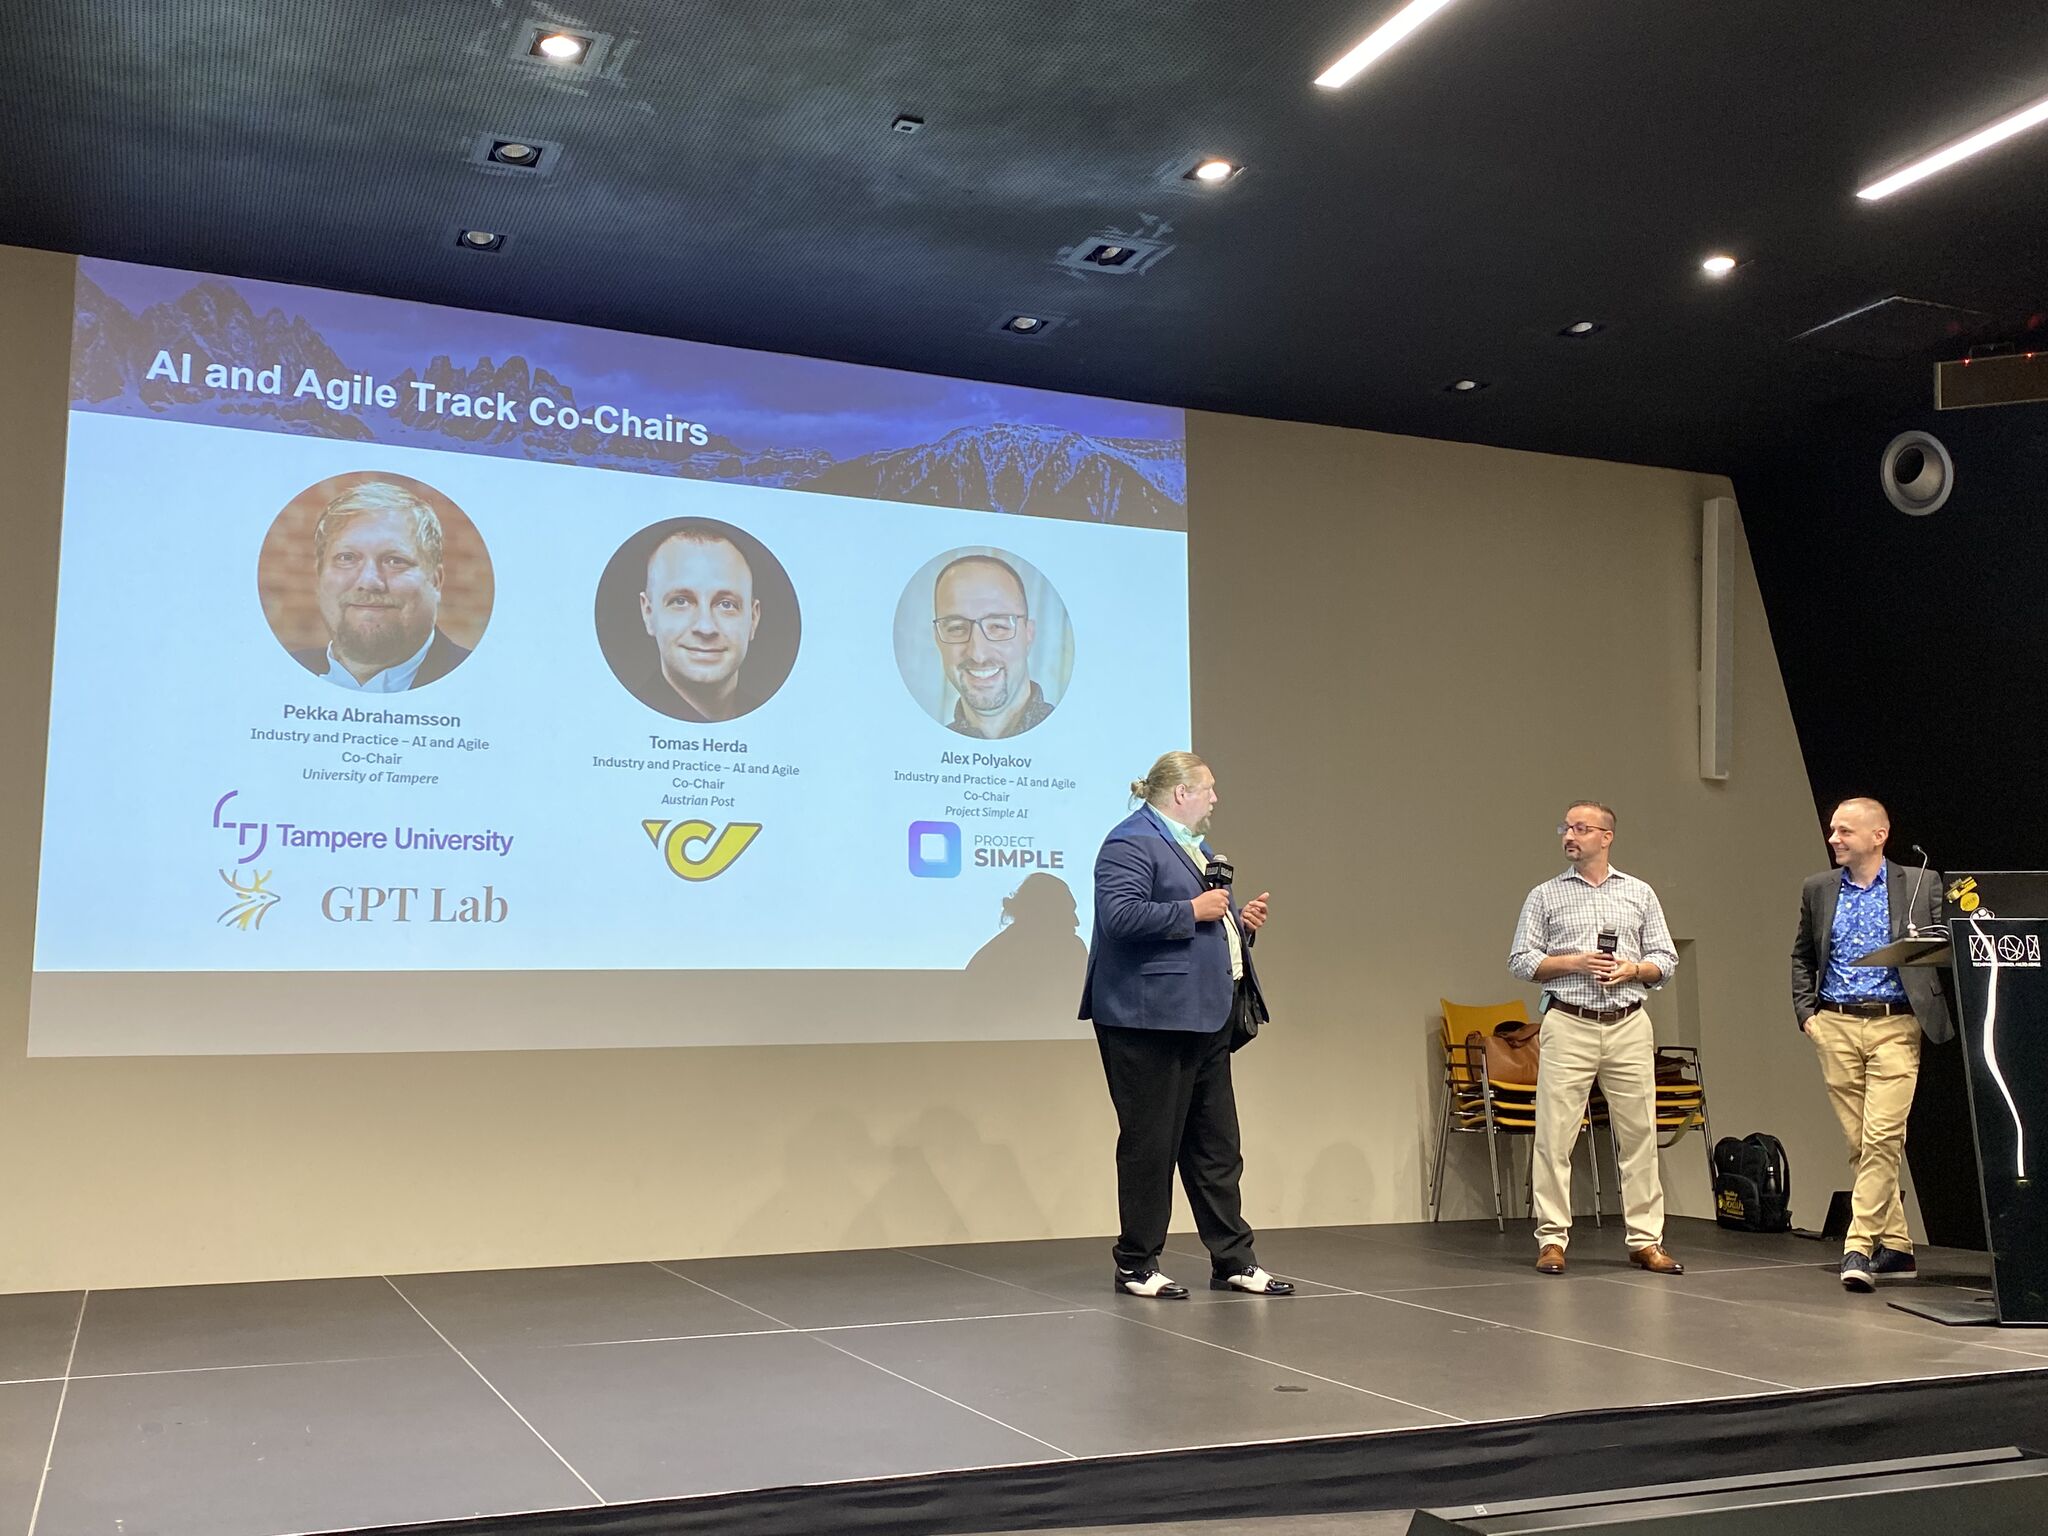 AI and Agile Track Co-Chairs
Pekka Abrahamsson
Industry and Practice – AI and Agile
Co-Chair
University of Tampere
Tampere University
GPT Lab
Tomas Herda
Industry and Practice – AI and Agile
Co-Chair
Austrian Post
Alex Polyakov
Industry and Practice – AI and Agile
Co-Chair
Project Simple AI
PROJECT
SIMPLE
NOI